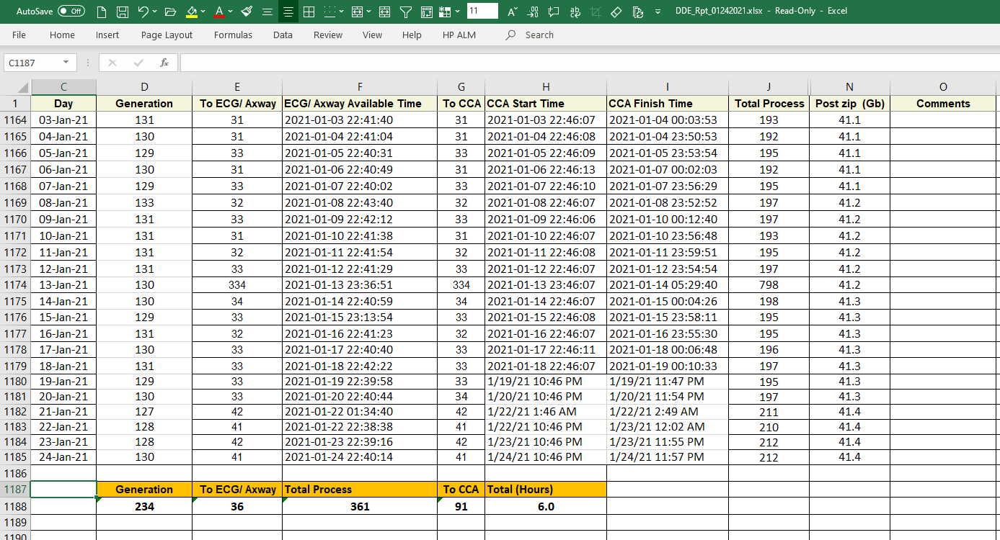 AutoSave Off 11 DDE_Rpt_01242021.xlsx - Read-Only - Excel
File Home Insert Page Layout Formulas Data Review View Help HP ALM Search
C1187 fx
C D E F G H I J N O
1 Day Generation To ECG/ Axway ECG/ Axway Available Time To CCA CCA Start Time CCA Finish Time Total Process Post zip (Gb) Comments
1164 03-Jan-21 131 31 2021-01-03 22:41:40 31 2021-01-03 22:46:07 2021-01-04 00:03:53 193 41.1
1165 04-Jan-21 130 31 2021-01-04 22:41:04 31 2021-01-04 22:46:08 2021-01-04 23:50:53 192 41.1
1166 05-Jan-21 129 33 2021-01-05 22:40:31 33 2021-01-05 22:46:09 2021-01-05 23:53:54 195 41.1
1167 06-Jan-21 130 31 2021-01-06 22:40:49 31 2021-01-06 22:46:13 2021-01-07 00:02:03 192 41.1
1168 07-Jan-21 129 33 2021-01-07 22:40:02 33 2021-01-07 22:46:10 2021-01-07 23:56:29 195 41.1
1169 08-Jan-21 133 32 2021-01-08 22:43:40 32 2021-01-08 22:46:07 2021-01-08 23:52:52 197 41.2
1170 09-Jan-21 131 33 2021-01-09 22:42:12 33 2021-01-09 22:46:06 2021-01-10 00:12:40 197 41.2
1171 10-Jan-21 131 31 2021-01-10 22:41:38 31 2021-01-10 22:46:07 2021-01-10 23:56:48 193 41.2
1172 11-Jan-21 131 32 2021-01-11 22:41:54 32 2021-01-11 22:46:08 2021-01-11 23:59:51 195 41.2
1173 12-Jan-21 131 33 2021-01-12 22:41:29 33 2021-01-12 22:46:07 2021-01-12 23:54:54 197 41.2
1174 13-Jan-21 130 334 2021-01-13 23:36:51 334 2021-01-13 23:46:07 2021-01-14 05:29:40 798 41.2
1175 14-Jan-21 130 34 2021-01-14 22:40:59 34 2021-01-14 22:46:07 2021-01-15 00:04:26 198 41.3
1176 15-Jan-21 129 33 2021-01-15 23:13:54 33 2021-01-15 22:46:08 2021-01-15 23:58:11 195 41.3
1177 16-Jan-21 131 32 2021-01-16 22:41:23 32 2021-01-16 22:46:07 2021-01-16 23:55:30 195 41.3
1178 17-Jan-21 130 33 2021-01-17 22:40:40 33 2021-01-17 22:46:11 2021-01-18 00:06:48 196 41.3
1179 18-Jan-21 131 33 2021-01-18 22:42:22 33 2021-01-18 22:46:07 2021-01-19 00:10:33 197 41.3
1180 19-Jan-21 129 33 2021-01-19 22:39:58 33 1/19/21 10:46 PM 1/19/21 11:47 PM 195 41.3
1181 20-Jan-21 130 33 2021-01-20 22:40:44 34 1/20/21 10:46 PM 1/20/21 11:54 PM 197 41.3
1182 21-Jan-21 127 42 2021-01-22 01:34:40 42 1/22/21 1:46 AM 1/22/21 2:49 AM 211 41.4
1183 22-Jan-21 128 41 2021-01-22 22:38:38 41 1/22/21 10:46 PM 1/23/21 12:02 AM 210 41.4
1184 23-Jan-21 128 42 2021-01-23 22:39:16 42 1/23/21 10:46 PM 1/23/21 11:55 PM 212 41.4
1185 24-Jan-21 130 41 2021-01-24 22:40:14 41 1/24/21 10:46 PM 1/24/21 11:57 PM 212 41.4
1186
1187 Generation To ECG/ Axway Total Process To CCA Total (Hours)
1188 234 36 361 91 6.0
1189
1190